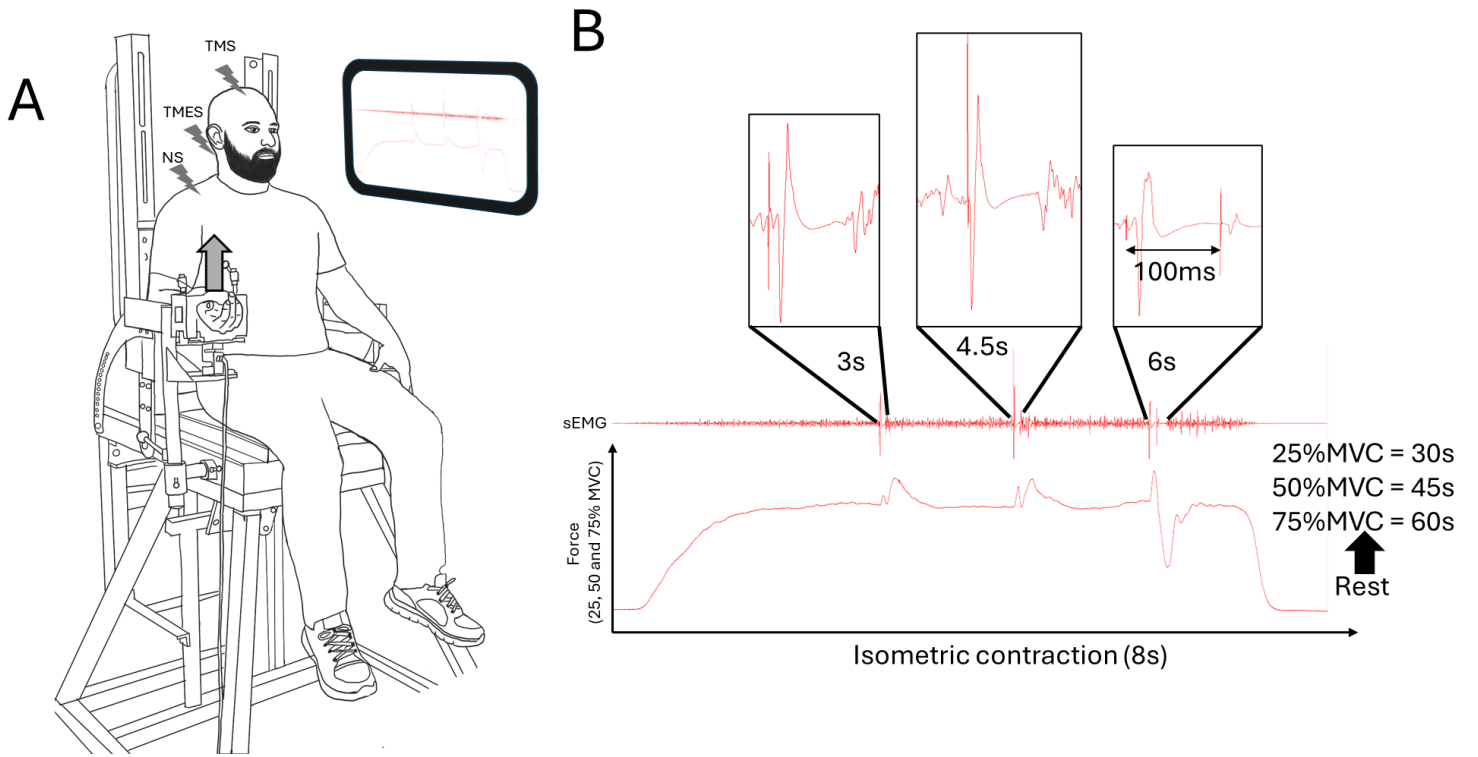 A
TMS
TMES
NS
B
3s
4.5s
6s
100ms
sEMG
Force
(25, 50 and 75% MVC)
25%MVC = 30s
50%MVC = 45s
75%MVC = 60s
Rest
Isometric contraction (8s)